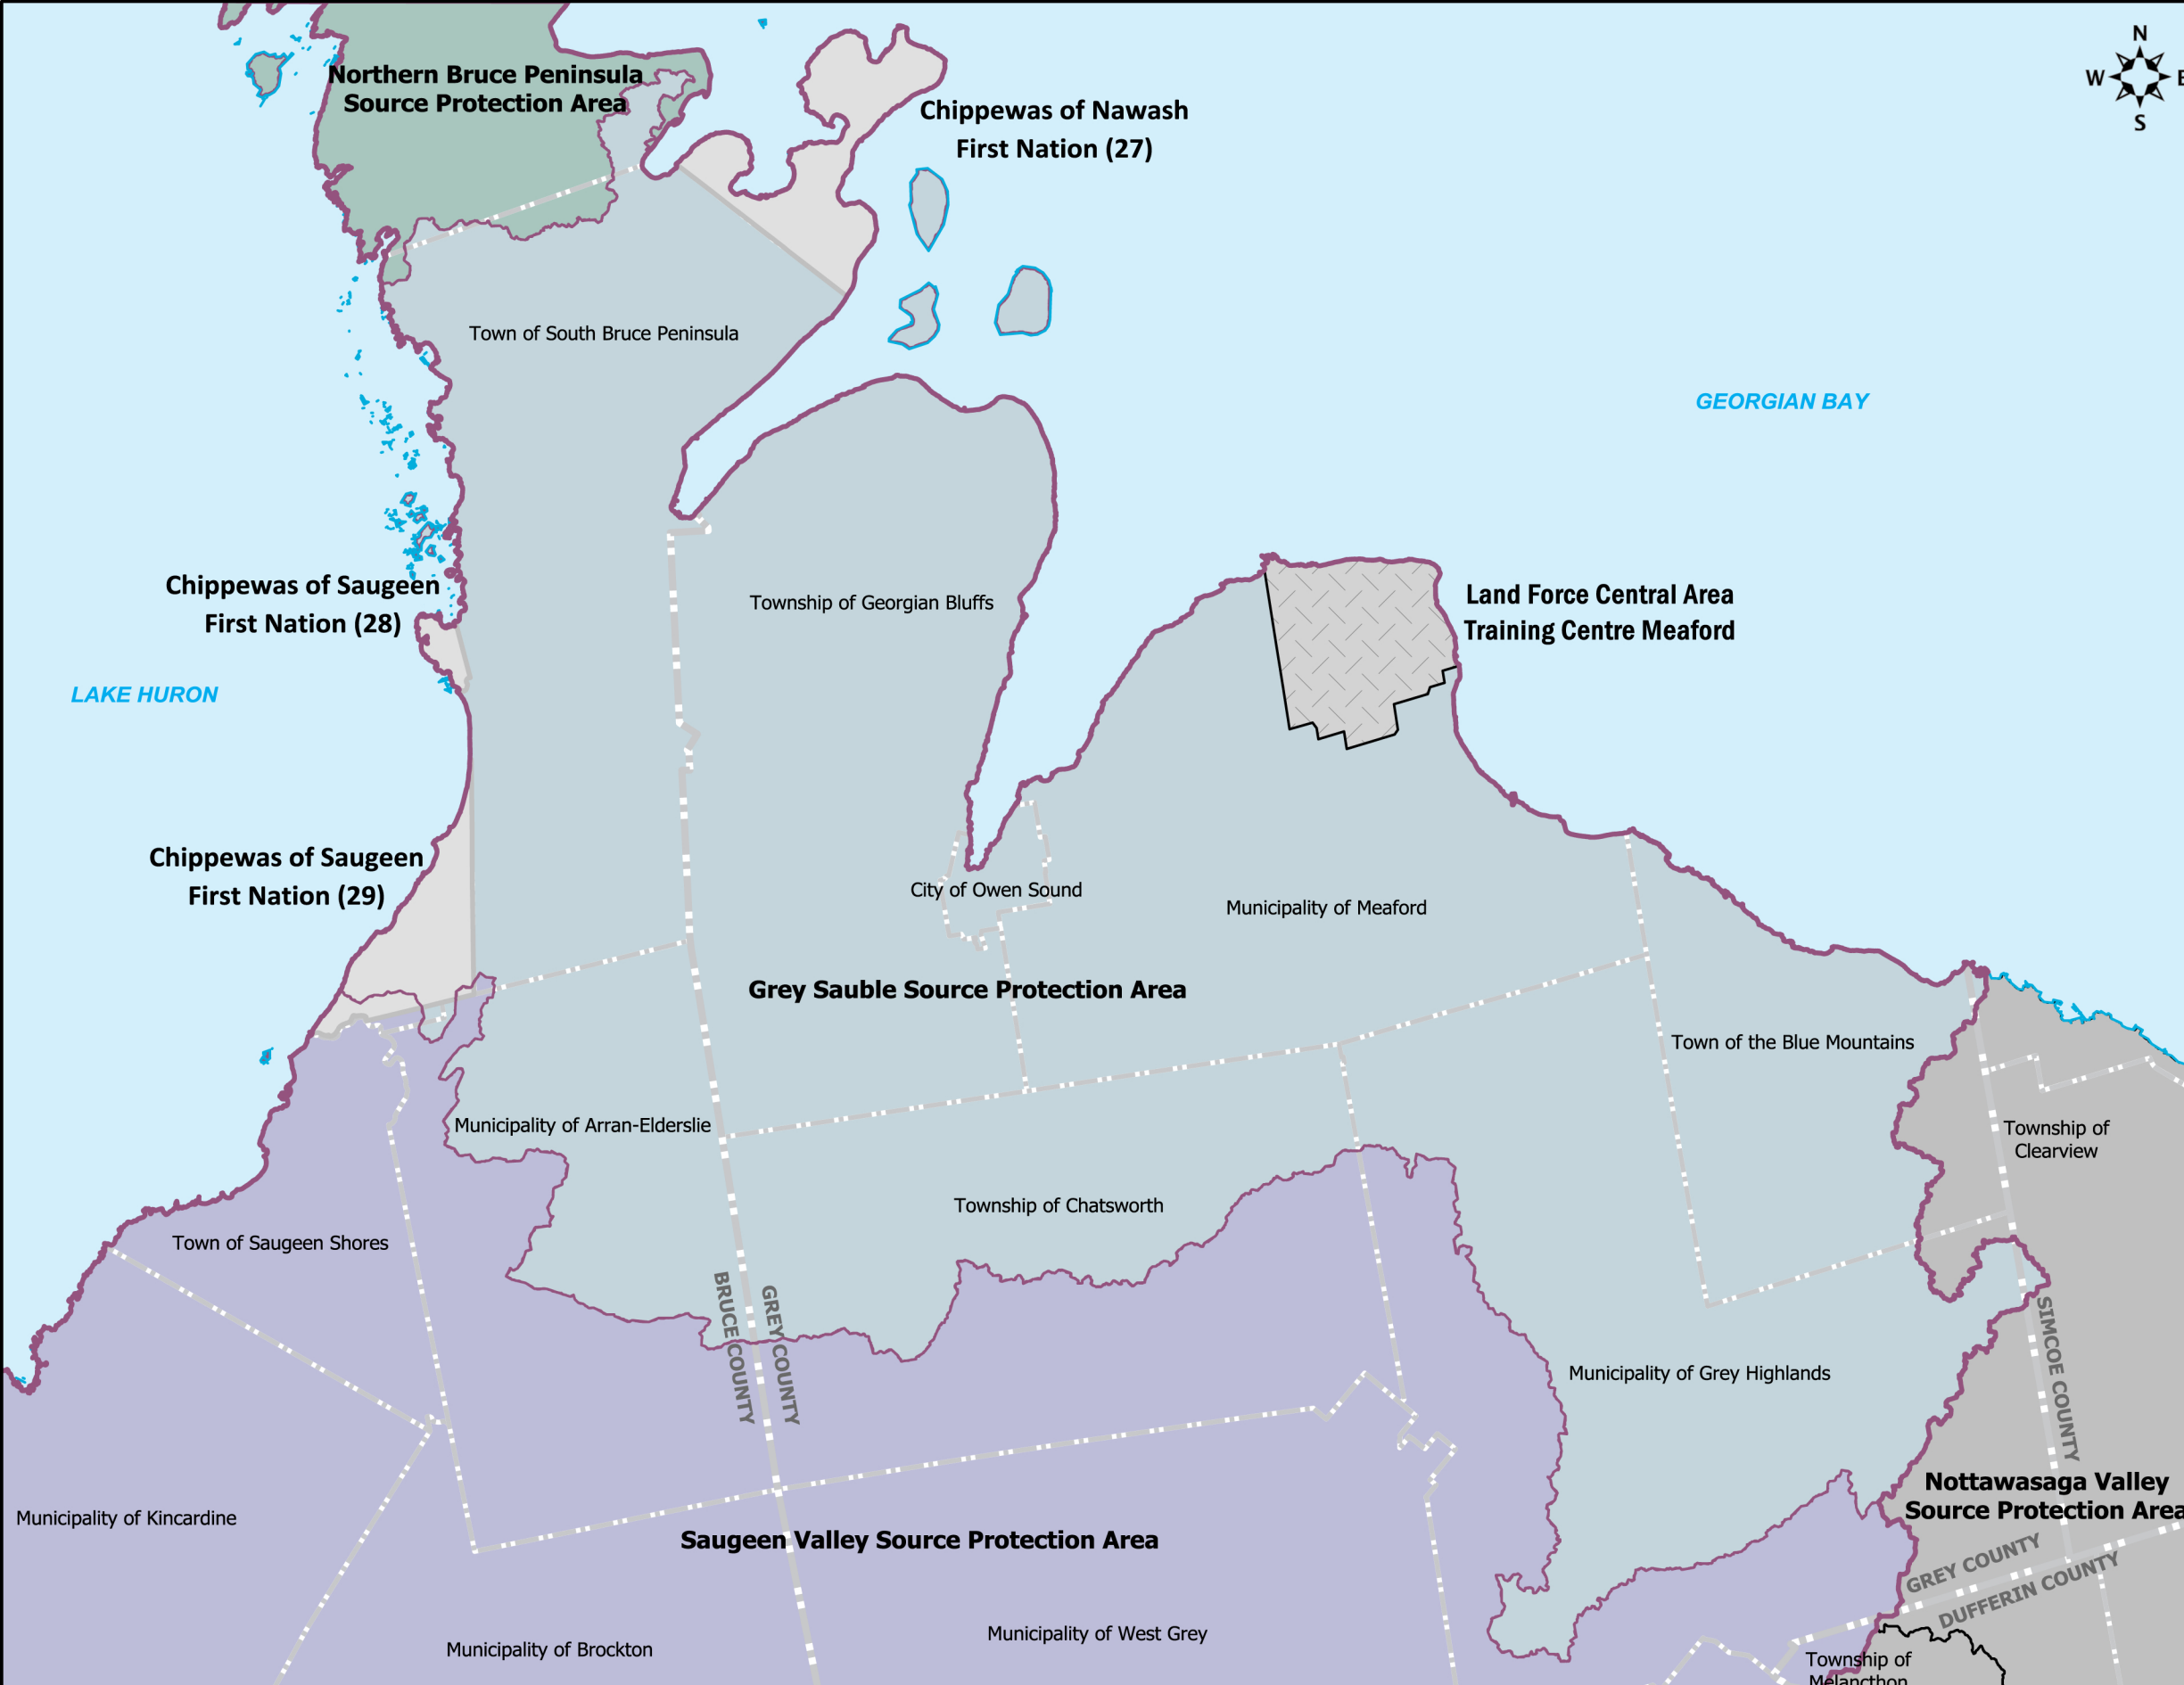 N
W
E
S
Northern Bruce Peninsula
Source Protection Area
Chippewas of Nawash
First Nation (27)
Town of South Bruce Peninsula
GEORGIAN BAY
Chippewas of Saugeen
First Nation (28)
Township of Georgian Bluffs
Land Force Central Area
Training Centre Meaford
LAKE HURON
Chippewas of Saugeen
First Nation (29)
City of Owen Sound
Municipality of Meaford
Grey Sauble Source Protection Area
Town of the Blue Mountains
Municipality of Arran-Elderslie
Township of
Clearview
Township of Chatsworth
Town of Saugeen Shores
BRUCE COUNTY
GREY COUNTY
SIMCOE COUNTY
Municipality of Grey Highlands
Nottawasaga Valley
Source Protection Area
Municipality of Kincardine
Saugeen Valley Source Protection Area
GREY COUNTY
DUFFERIN COUNTY
Municipality of West Grey
Municipality of Brockton
Township of
Melancthon